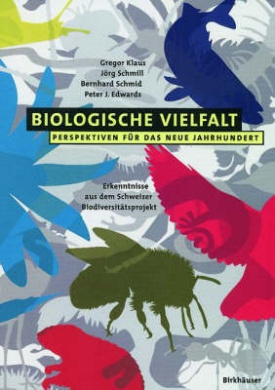 Gregor Klaus
Jörg Schmill
Bernhard Schmid
Peter J. Edwards
BIOLOGISCHE VIELFALT
PERSPEKTIVEN FÜR DAS NEUE JAHRHUNDERT
Erkenntnisse
aus dem Schweizer
Biodiversitätsprojekt
Birkhäuser